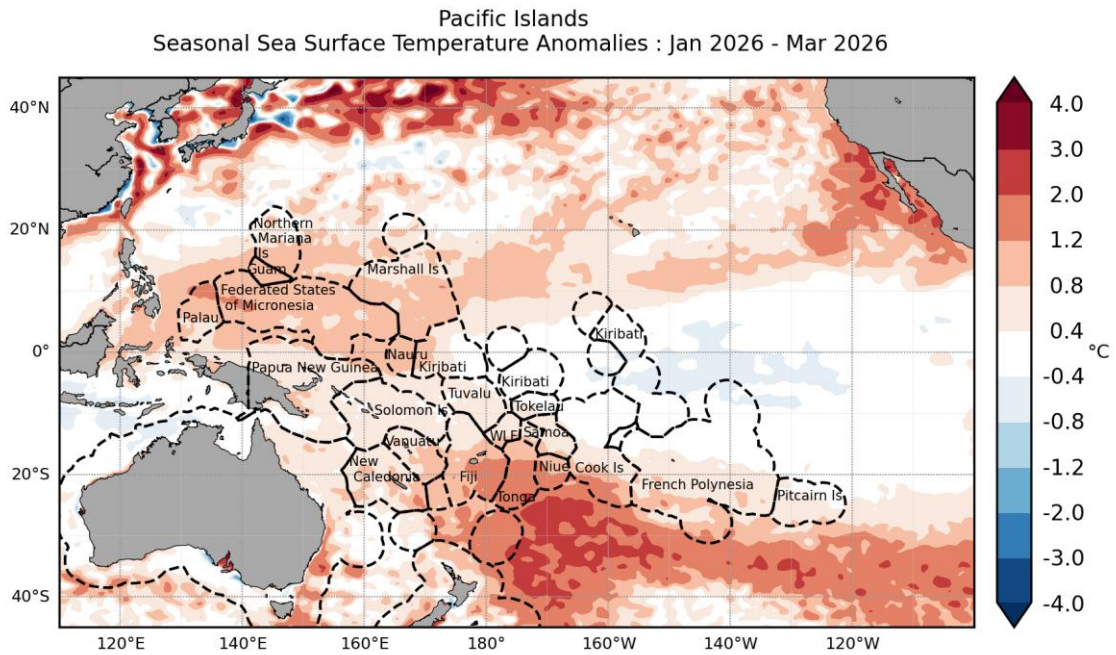 Pacific Islands
Seasonal Sea Surface Temperature Anomalies : Jan 2026 - Mar 2026
40°N
20°N
0°
20°S
40°S
Northern
Mariana
Is
Guam
Federated States
of Micronesia
Palau
Marshall Is
Nauru
Kiribati
Papua New Guinea
Kiribati
Kiribati
Tuvalu
Tokelau
Solomon Is
WLF
Samoa
Vanuatu
New
Caledonia
Fiji
Niue
Cook Is
Tonga
French Polynesia
Pitcairn Is
120°E
140°E
160°E
180°
160°W
140°W
120°W
4.0
3.0
2.0
1.2
0.8
0.4
-0.4
-0.8
-1.2
-2.0
-3.0
-4.0
°C